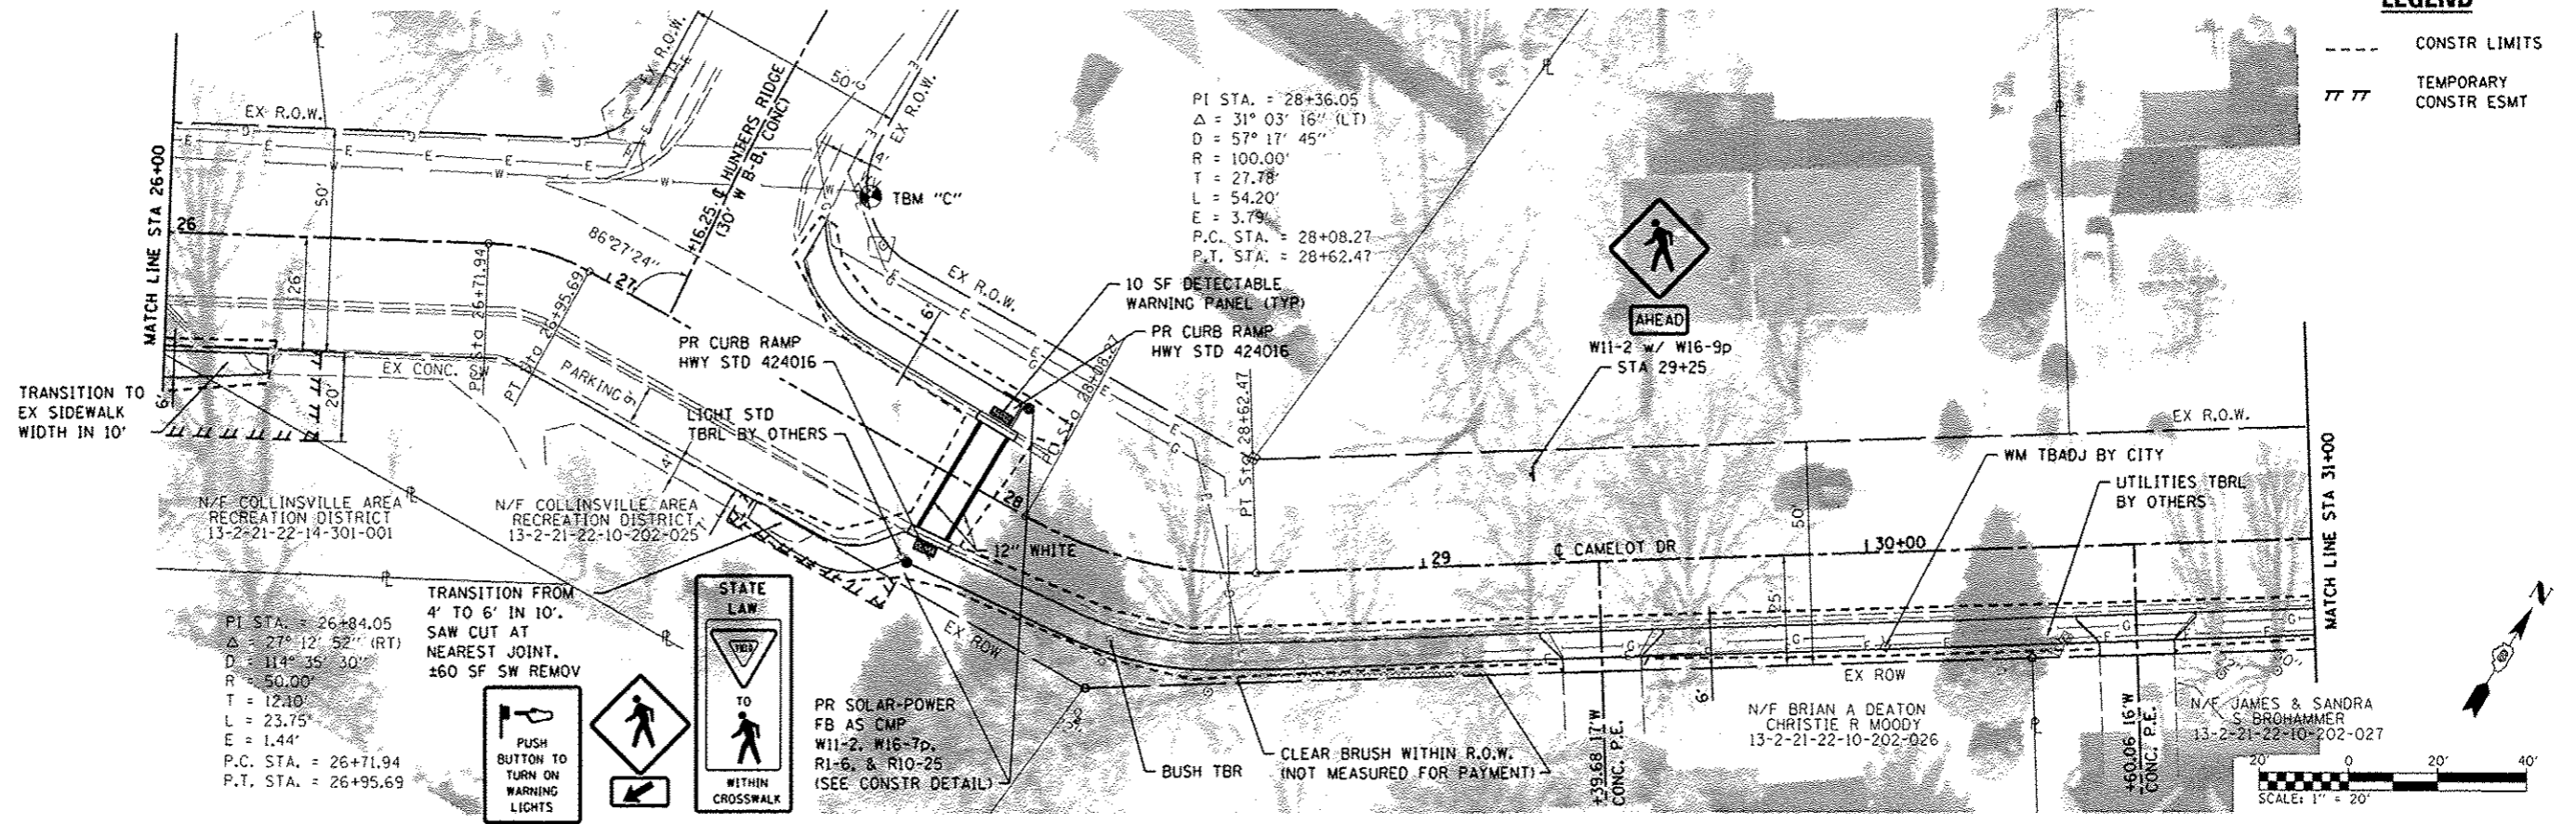 LEGEND
CONSTR LIMITS
TEMPORARY
CONSTR ESMT
MATCH LINE STA 26+00
EX R.O.W.
EX R.O.W.
50'
EX R.O.W.
50'
26
26'
+16.25, ℄ HUNTERS RIDGE
(30' W B-B, CONC)
4'
TBM "C"
86°27'24"
27
P.C. Sta 26+71.94
PT Sta 26+95.69
PI STA. = 28+36.05
Δ = 31° 03' 16" (LT)
D = 57° 17' 45"
R = 100.00'
T = 27.78'
L = 54.20'
E = 3.79'
P.C. STA. = 28+08.27
P.T. STA. = 28+62.47
EX R.O.W.
10 SF DETECTABLE
WARNING PANEL (TYP)
PR CURB RAMP
HWY STD 424016
PR CURB RAMP
HWY STD 424016
6'
LIGHT STD
TBRL BY OTHERS
PARKING
9'
EX CONC. SW
20'
6'
TRANSITION TO
EX SIDEWALK
WIDTH IN 10'
4'
PC Sta 28+08.27
PT Sta 28+62.47
AHEAD
W11-2 w/ W16-9p
STA 29+25
EX R.O.W.
WM TBADJ BY CITY
UTILITIES TBRL
BY OTHERS
MATCH LINE STA 31+00
N/F COLLINSVILLE AREA
RECREATION DISTRICT
13-2-21-22-14-301-001
N/F COLLINSVILLE AREA
RECREATION DISTRICT
13-2-21-22-10-202-025
28
12" WHITE
29
℄ CAMELOT DR
30+00
50'
25'
6'
TRANSITION FROM
4' TO 6' IN 10'.
SAW CUT AT
NEAREST JOINT.
±60 SF SW REMOV
PI STA. = 26+84.05
Δ = 27° 12' 52" (RT)
D = 114° 35' 30"
R = 50.00'
T = 12.10'
L = 23.75'
E = 1.44'
P.C. STA. = 26+71.94
P.T. STA. = 26+95.69
PUSH
BUTTON TO
TURN ON
WARNING
LIGHTS
STATE
LAW
YIELD
TO
WITHIN
CROSSWALK
EX ROW
PR SOLAR-POWER
FB AS CMP
W11-2, W16-7p,
R1-6, & R10-25
(SEE CONSTR DETAIL)
BUSH TBR
CLEAR BRUSH WITHIN R.O.W.
(NOT MEASURED FOR PAYMENT)
+39.68 17'W
CONC. P.E.
EX ROW
N/F BRIAN A DEATON
CHRISTIE R MOODY
13-2-21-22-10-202-026
+60.06 16'W
CONC. P.E.
N/F JAMES & SANDRA
S BROHAMMER
13-2-21-22-10-202-027
N
20' 0 20' 40'
SCALE: 1" = 20'